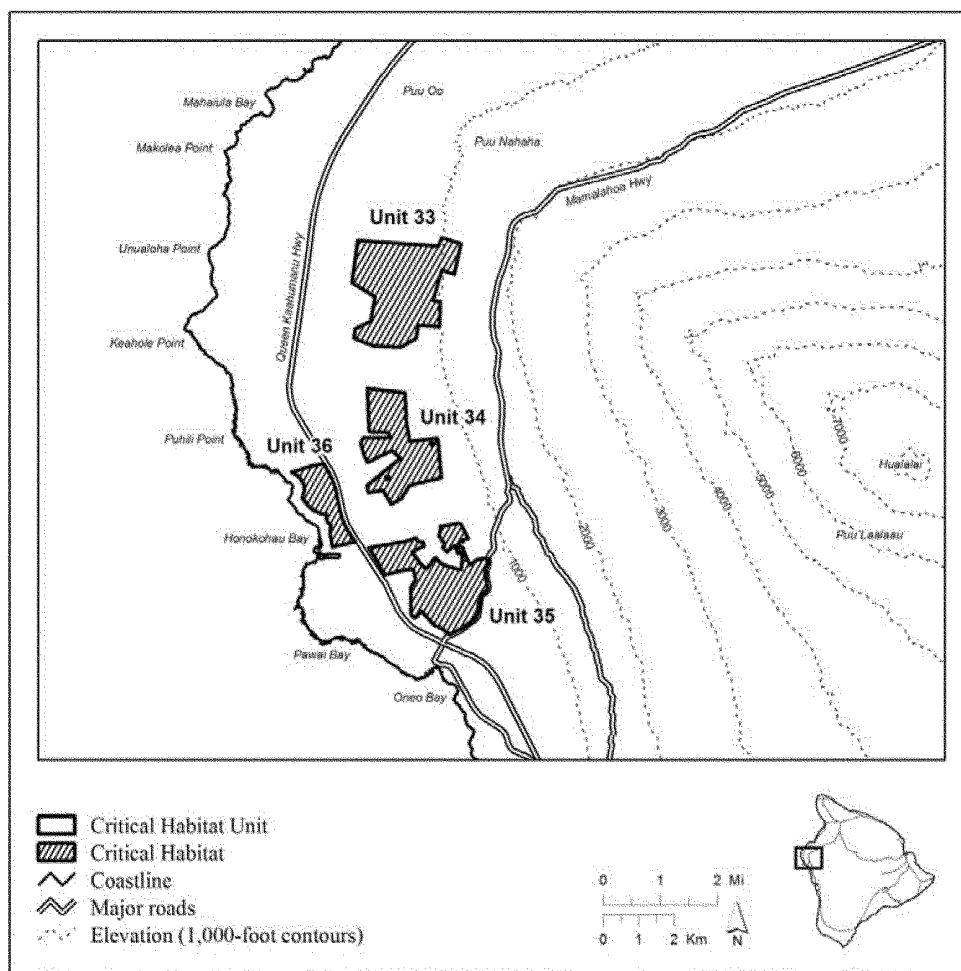 Puu Oo
Mahaiula Bay
Makolea Point
Puu Nahaha
Mamalahoa Hwy
Unit 33
Unualoha Point
Queen Kaahumanu Hwy
Keahole Point
Unit 34
Puhili Point
Unit 36
7000
6000
5000
4000
3000
2000
1000
Hualalai
Puu Laalaau
Honokohau Bay
Unit 35
Pawai Bay
Oneo Bay
Critical Habitat Unit
Critical Habitat
Coastline
Major roads
Elevation (1,000-foot contours)
0 1 2 Mi
0 1 2 Km
N